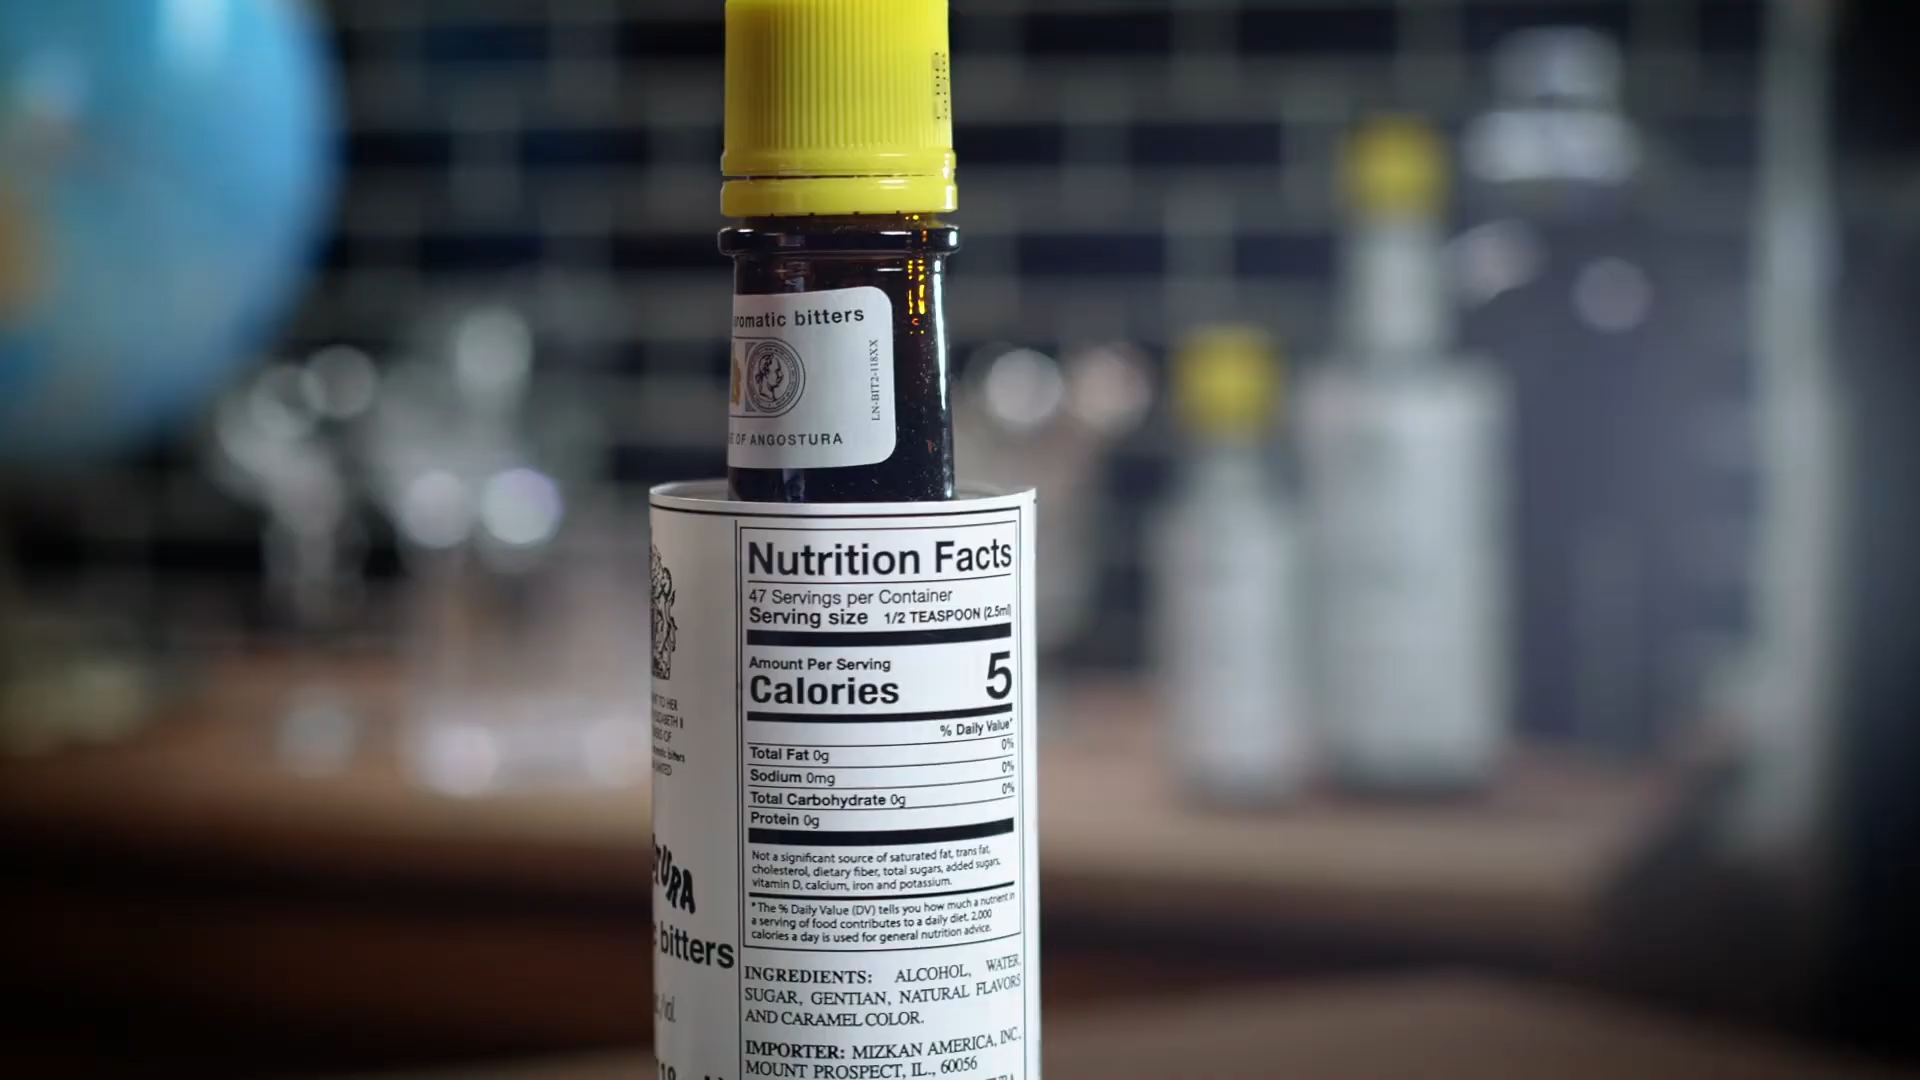 aromatic bitters
OF ANGOSTURA
LN-BIT2-118XX
Nutrition Facts
47 Servings per Container
Serving size 1/2 TEASPOON (2.5ml)
Amount Per Serving
Calories 5
% Daily Value*
Total Fat 0g 0%
Sodium 0mg 0%
Total Carbohydrate 0g 0%
Protein 0g
Not a significant source of saturated fat, trans fat,
cholesterol, dietary fiber, total sugars, added sugars,
vitamin D, calcium, iron and potassium.
*The % Daily Value (DV) tells you how much a nutrient in
a serving of food contributes to a daily diet. 2,000
calories a day is used for general nutrition advice.
INGREDIENTS: ALCOHOL, WATER,
SUGAR, GENTIAN, NATURAL FLAVORS
AND CARAMEL COLOR.
IMPORTER: MIZKAN AMERICA, INC.
MOUNT PROSPECT, IL., 60056
TO HER
OF
bitters
bitters